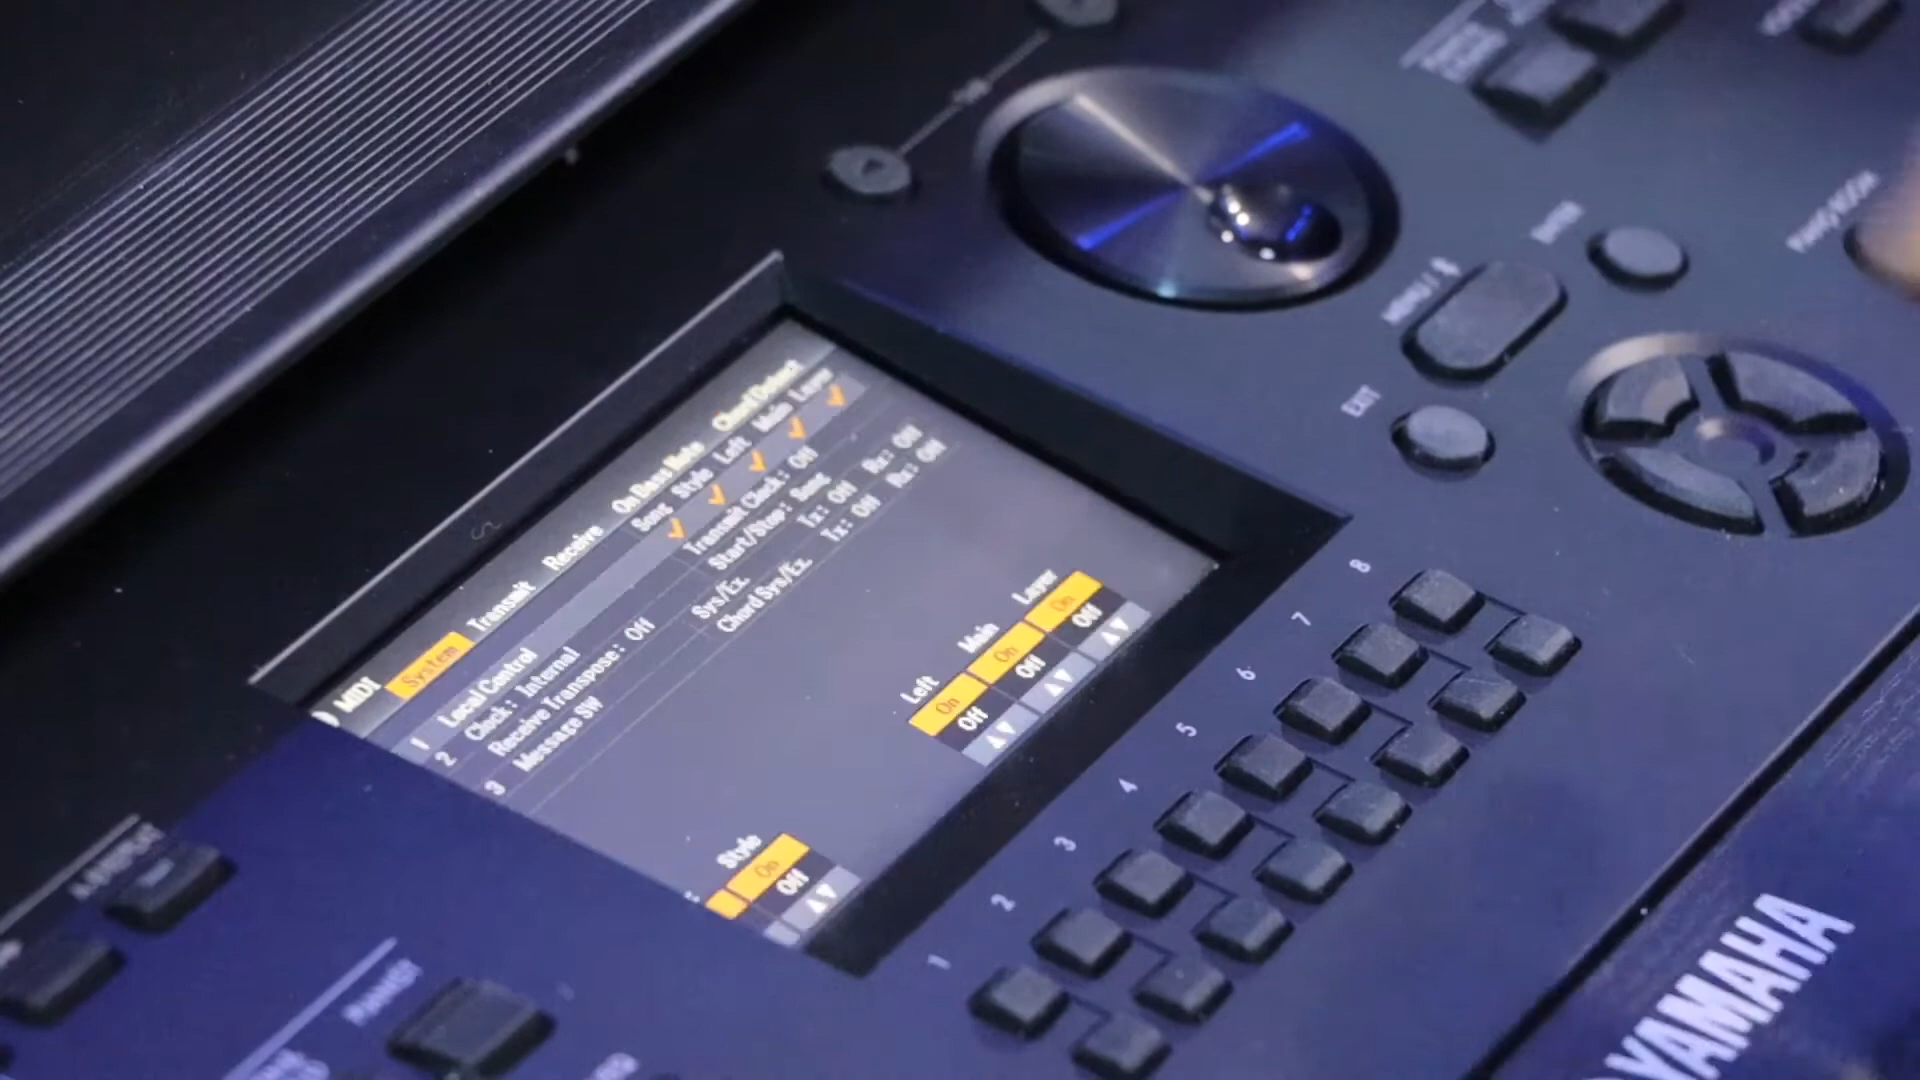 MIDI System Transmit Receive On Bass Note Chord Detect
Song Style Left Main Layer
1 Local Control
2 Clock: Internal Transmit Clock: Off
Receive Transpose: Off Start/Stop: Song
3 Message SW Sys/Ex. Tx: Off Rx: On
Chord Sys/Ex. Tx: Off Rx: On
Style Left Main Layer
On On On On
Off Off Off Off
MENU
EXIT
1 2 3 4 5 6 7 8
YAMAHA